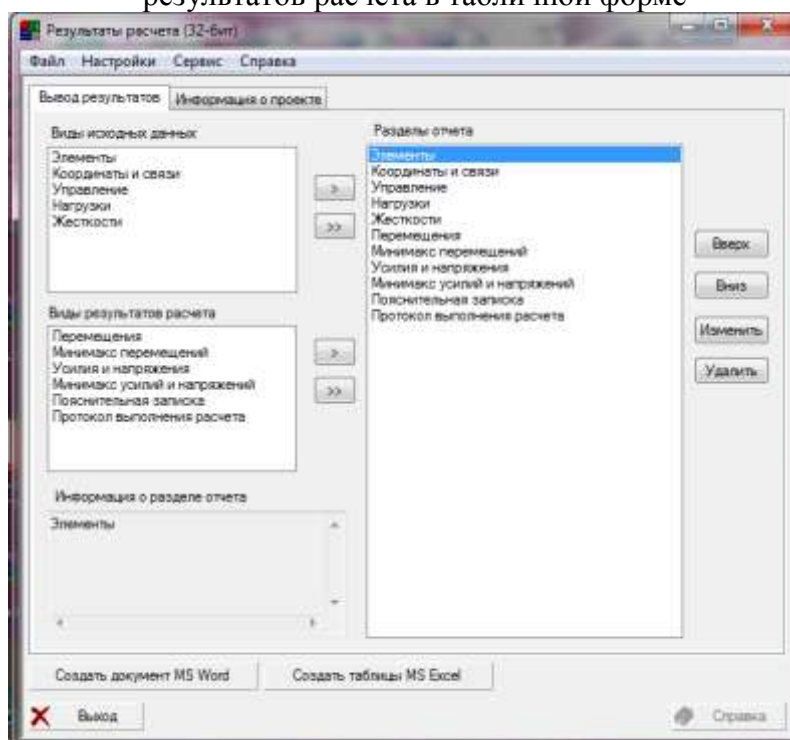 результатов расчета в табличной форме
Результаты расчета (32-бит)
Файл Настройки Сервис Справка
Вывод результатов Информация о проекте
Виды исходных данных
Элементы
Координаты и связи
Управление
Нагрузки
Жесткости
>
>>
Виды результатов расчета
Перемещения
Минимакс перемещений
Усилия и напряжения
Минимакс усилий и напряжений
Пояснительная записка
Протокол выполнения расчета
>
>>
Информация о разделе отчета
Элементы
Разделы отчета
Элементы
Координаты и связи
Управление
Нагрузки
Жесткости
Перемещения
Минимакс перемещений
Усилия и напряжения
Минимакс усилий и напряжений
Пояснительная записка
Протокол выполнения расчета
Вверх
Вниз
Изменить
Удалить
Создать документ MS Word Создать таблицы MS Excel
Выход Справка